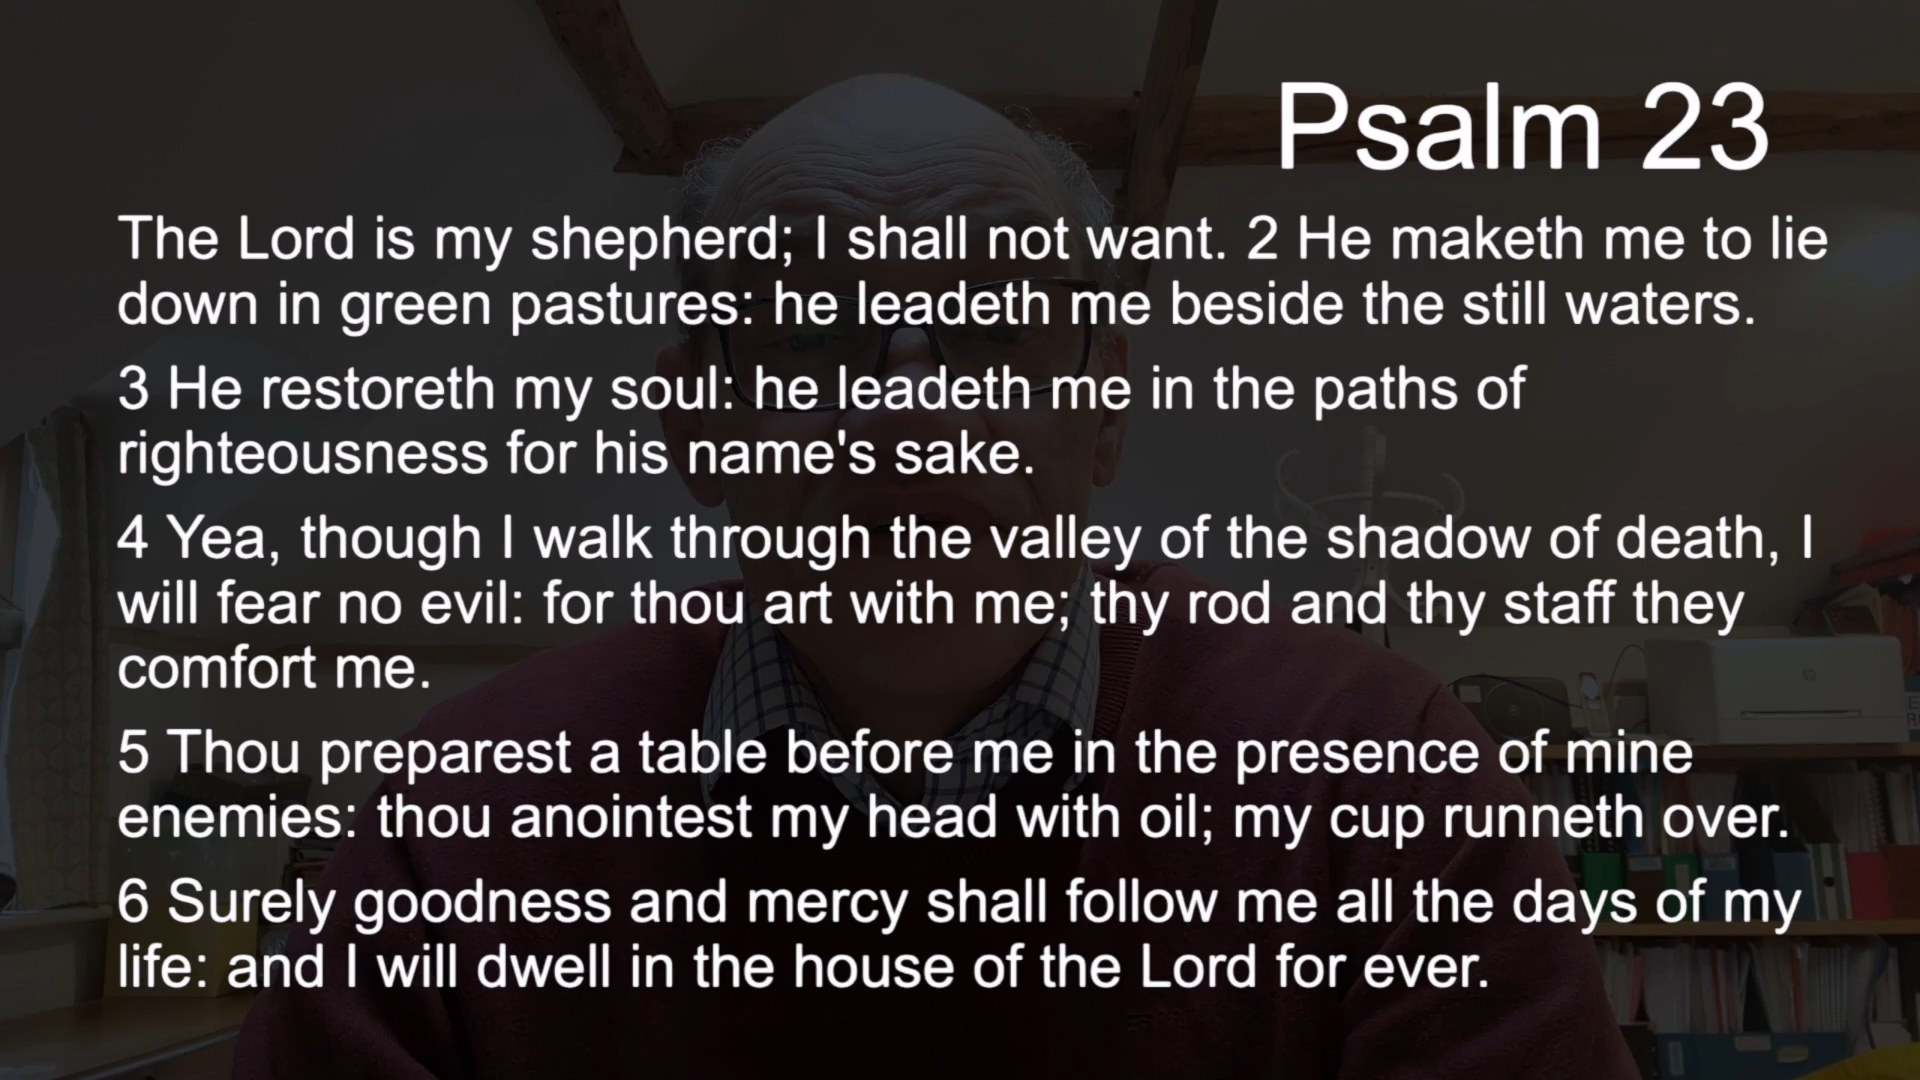 Psalm 23
The Lord is my shepherd; I shall not want. 2 He maketh me to lie
down in green pastures: he leadeth me beside the still waters.
3 He restoreth my soul: he leadeth me in the paths of
righteousness for his name's sake.
4 Yea, though I walk through the valley of the shadow of death, I
will fear no evil: for thou art with me; thy rod and thy staff they
comfort me.
5 Thou preparest a table before me in the presence of mine
enemies: thou anointest my head with oil; my cup runneth over.
6 Surely goodness and mercy shall follow me all the days of my
life: and I will dwell in the house of the Lord for ever.